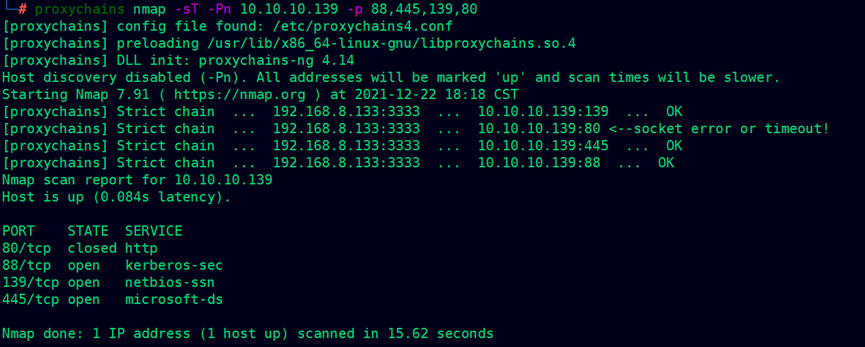 └─# proxychains nmap -sT -Pn 10.10.10.139 -p 88,445,139,80
[proxychains] config file found: /etc/proxychains4.conf
[proxychains] preloading /usr/lib/x86_64-linux-gnu/libproxychains.so.4
[proxychains] DLL init: proxychains-ng 4.14
Host discovery disabled (-Pn). All addresses will be marked 'up' and scan times will be slower.
Starting Nmap 7.91 ( https://nmap.org ) at 2021-12-22 18:18 CST
[proxychains] Strict chain  ...  192.168.8.133:3333  ...  10.10.10.139:139  ...  OK
[proxychains] Strict chain  ...  192.168.8.133:3333  ...  10.10.10.139:80 <--socket error or timeout!
[proxychains] Strict chain  ...  192.168.8.133:3333  ...  10.10.10.139:445  ...  OK
[proxychains] Strict chain  ...  192.168.8.133:3333  ...  10.10.10.139:88  ...  OK
Nmap scan report for 10.10.10.139
Host is up (0.084s latency).
PORT    STATE  SERVICE
80/tcp  closed http
88/tcp  open   kerberos-sec
139/tcp open   netbios-ssn
445/tcp open   microsoft-ds
Nmap done: 1 IP address (1 host up) scanned in 15.62 seconds